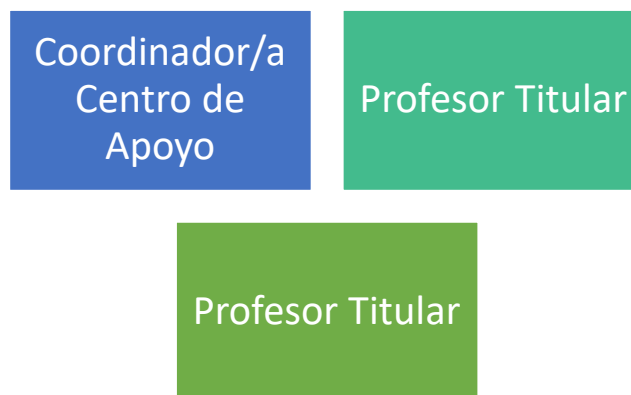 Coordinador/a
Centro de
Apoyo
Profesor Titular
Profesor Titular